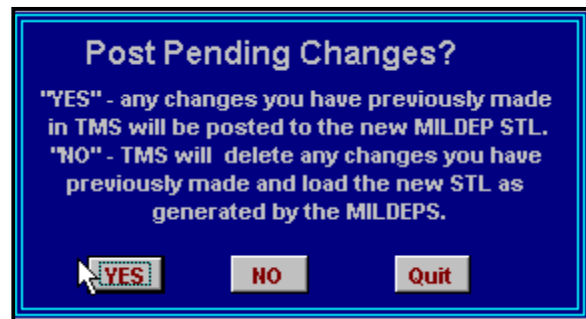 Post Pending Changes?
"YES" - any changes you have previously made
in TMS will be posted to the new MILDEP STL.
"NO" - TMS will delete any changes you have
previously made and load the new STL as
generated by the MILDEPS.
YES NO Quit